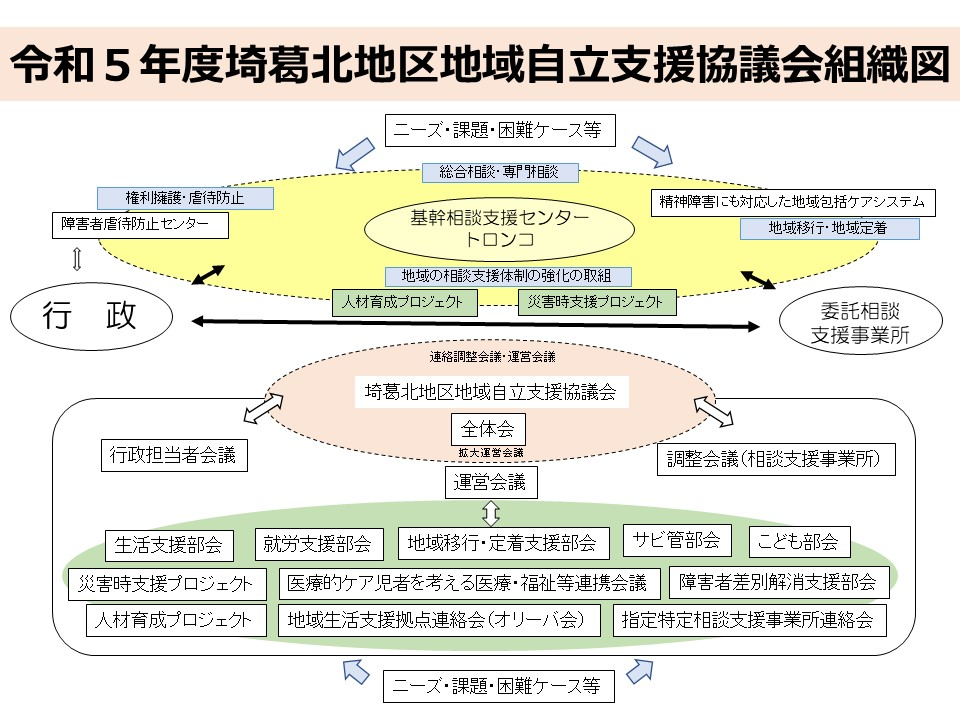 令和５年度埼葛北地区地域自立支援協議会組織図
ニーズ・課題・困難ケース等
総合相談・専門相談
権利擁護・虐待防止
精神障害にも対応した地域包括ケアシステム
障害者虐待防止センター
基幹相談支援センター
トロンコ
地域移行・地域定着
地域の相談支援体制の強化の取組
人材育成プロジェクト
災害時支援プロジェクト
行　政
委託相談
支援事業所
連絡調整会議・運営会議
埼葛北地区地域自立支援協議会
全体会
拡大運営会議
行政担当者会議
調整会議（相談支援事業所）
運営会議
生活支援部会
就労支援部会
地域移行・定着支援部会
サビ管部会
こども部会
災害時支援プロジェクト
医療的ケア児者を考える医療・福祉等連携会議
障害者差別解消支援部会
人材育成プロジェクト
地域生活支援拠点連絡会（オリーバ会）
指定特定相談支援事業所連絡会
ニーズ・課題・困難ケース等